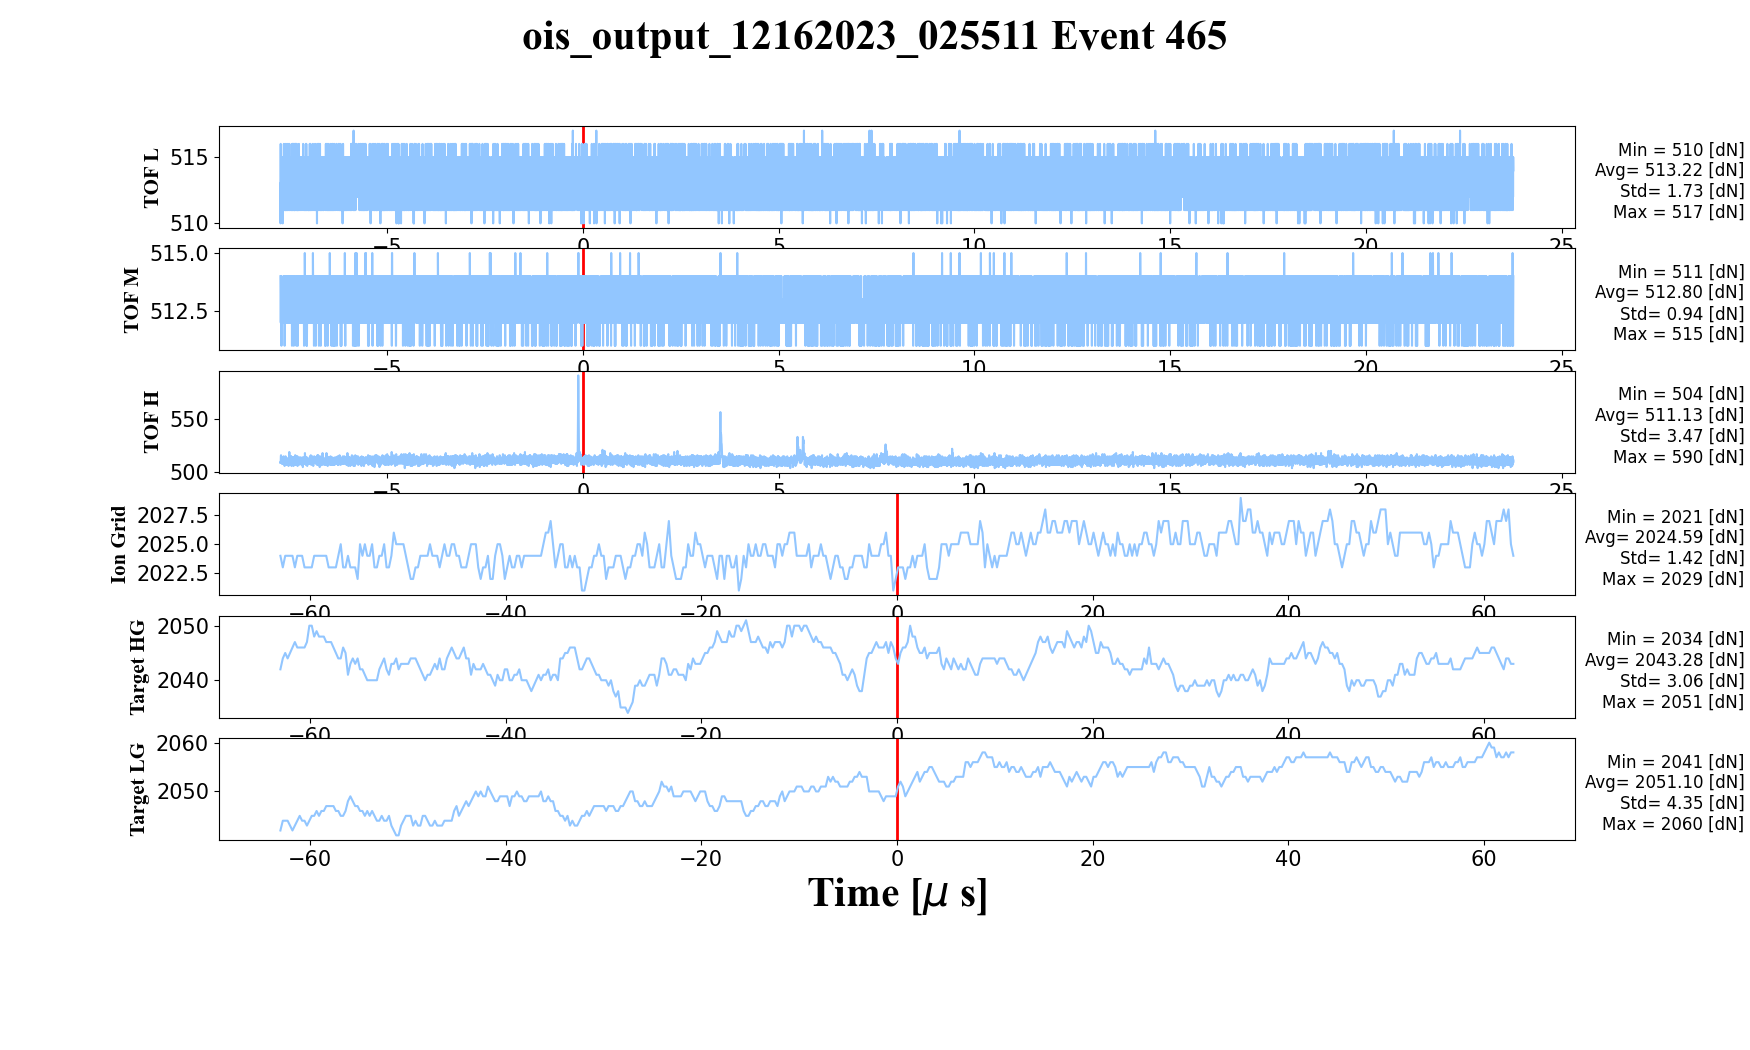 ois_output_12162023_025511 Event 465
TOF L
515
510
−5
0
5
10
15
20
25
Min = 510 [dN]
Avg= 513.22 [dN]
Std= 1.73 [dN]
Max = 517 [dN]
TOF M
515.0
512.5
−5
0
5
10
15
20
25
Min = 511 [dN]
Avg= 512.80 [dN]
Std= 0.94 [dN]
Max = 515 [dN]
TOF H
550
500
−5
0
5
10
15
20
25
Min = 504 [dN]
Avg= 511.13 [dN]
Std= 3.47 [dN]
Max = 590 [dN]
Ion Grid
2027.5
2025.0
2022.5
−60
−40
−20
0
20
40
60
Min = 2021 [dN]
Avg= 2024.59 [dN]
Std= 1.42 [dN]
Max = 2029 [dN]
Target HG
2050
2040
−60
−40
−20
0
20
40
60
Min = 2034 [dN]
Avg= 2043.28 [dN]
Std= 3.06 [dN]
Max = 2051 [dN]
Target LG
2060
2050
−60
−40
−20
0
20
40
60
Min = 2041 [dN]
Avg= 2051.10 [dN]
Std= 4.35 [dN]
Max = 2060 [dN]
Time [μ s]